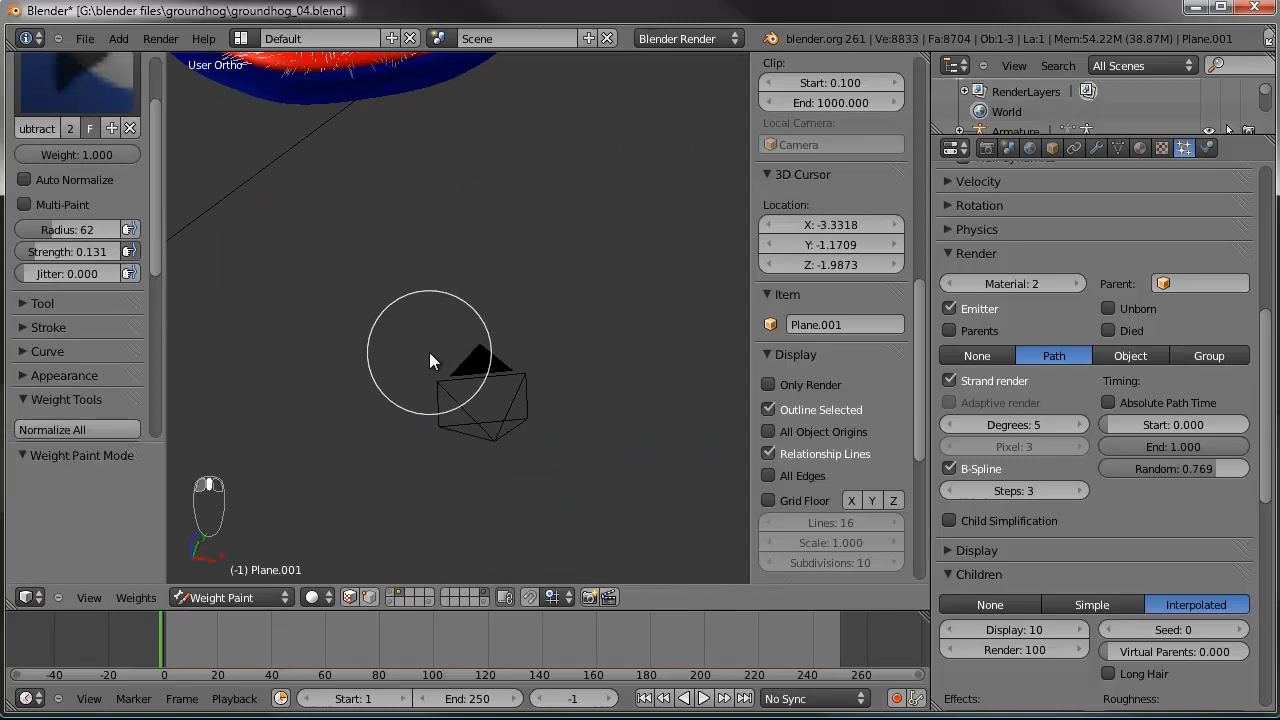 Blender* [G:\blender files\groundhog\groundhog_04.blend]
File Add Render Help Default Scene Blender Render blender.org 261 | Ve:8833 | Fa:8704 | Ob:1-3 | La:1 | Mem:54.22M (38.87M) | Plane.001
User Ortho
ubtract 2 F
Weight: 1.000
Auto Normalize
Multi-Paint
Radius: 62
Strength: 0.131
Jitter: 0.000
Tool
Stroke
Curve
Appearance
Weight Tools
Normalize All
Weight Paint Mode
(-1) Plane.001
Clip:
Start: 0.100
End: 1000.000
Local Camera:
Camera
3D Cursor
Location:
X: -3.3318
Y: -1.1709
Z: -1.9873
Item
Plane.001
Display
Only Render
Outline Selected
All Object Origins
Relationship Lines
All Edges
Grid Floor X Y Z
Lines: 16
Scale: 1.000
Subdivisions: 10
View Search All Scenes
RenderLayers
World
Armature
Velocity
Rotation
Physics
Render
Material: 2 Parent:
Emitter Unborn
Parents Died
None Path Object Group
Strand render Timing:
Adaptive render Absolute Path Time
Degrees: 5 Start: 0.000
Pixel: 3 End: 1.000
B-Spline Random: 0.769
Steps: 3
Child Simplification
Display
Children
None Simple Interpolated
Display: 10 Seed: 0
Render: 100 Virtual Parents: 0.000
Long Hair
Effects: Roughness:
View Weights Weight Paint
-40 -20 0 20 40 60 80 100 120 140 160 180 200 220 240 260
View Marker Frame Playback Start: 1 End: 250 -1 No Sync